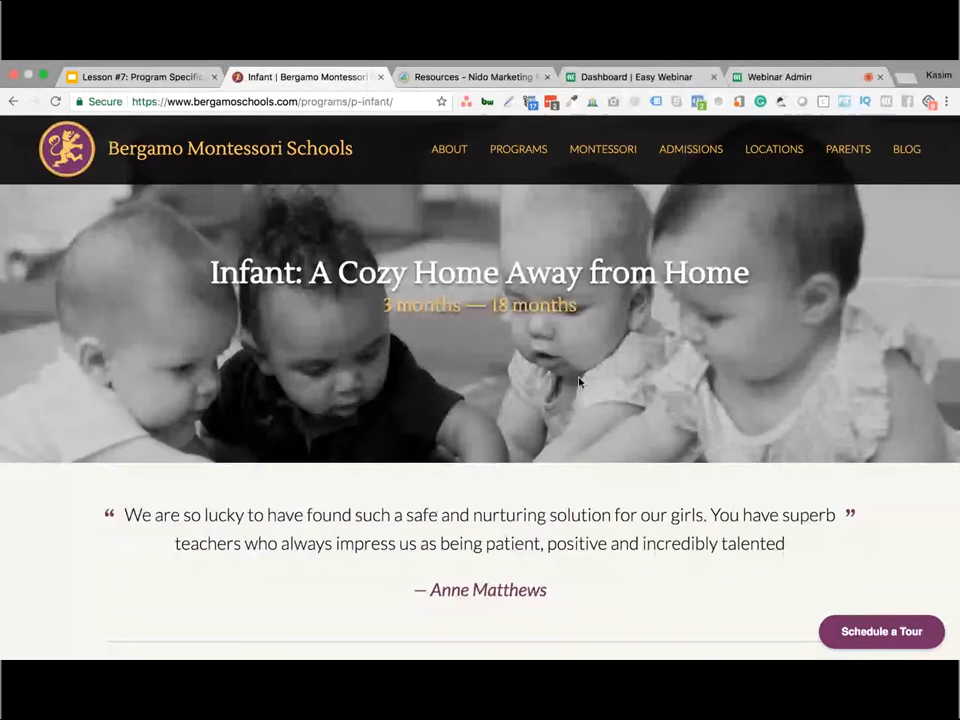 Lesson #7: Program Specific
Infant | Bergamo Montessori
Resources - Nido Marketing
Dashboard | Easy Webinar
Webinar Admin
Kasim
Secure
https://www.bergamoschools.com/programs/p-infant/
Bergamo Montessori Schools
ABOUT
PROGRAMS
MONTESSORI
ADMISSIONS
LOCATIONS
PARENTS
BLOG
Infant: A Cozy Home Away from Home
3 months — 18 months
“ We are so lucky to have found such a safe and nurturing solution for our girls. You have superb ”
teachers who always impress us as being patient, positive and incredibly talented
— Anne Matthews
Schedule a Tour